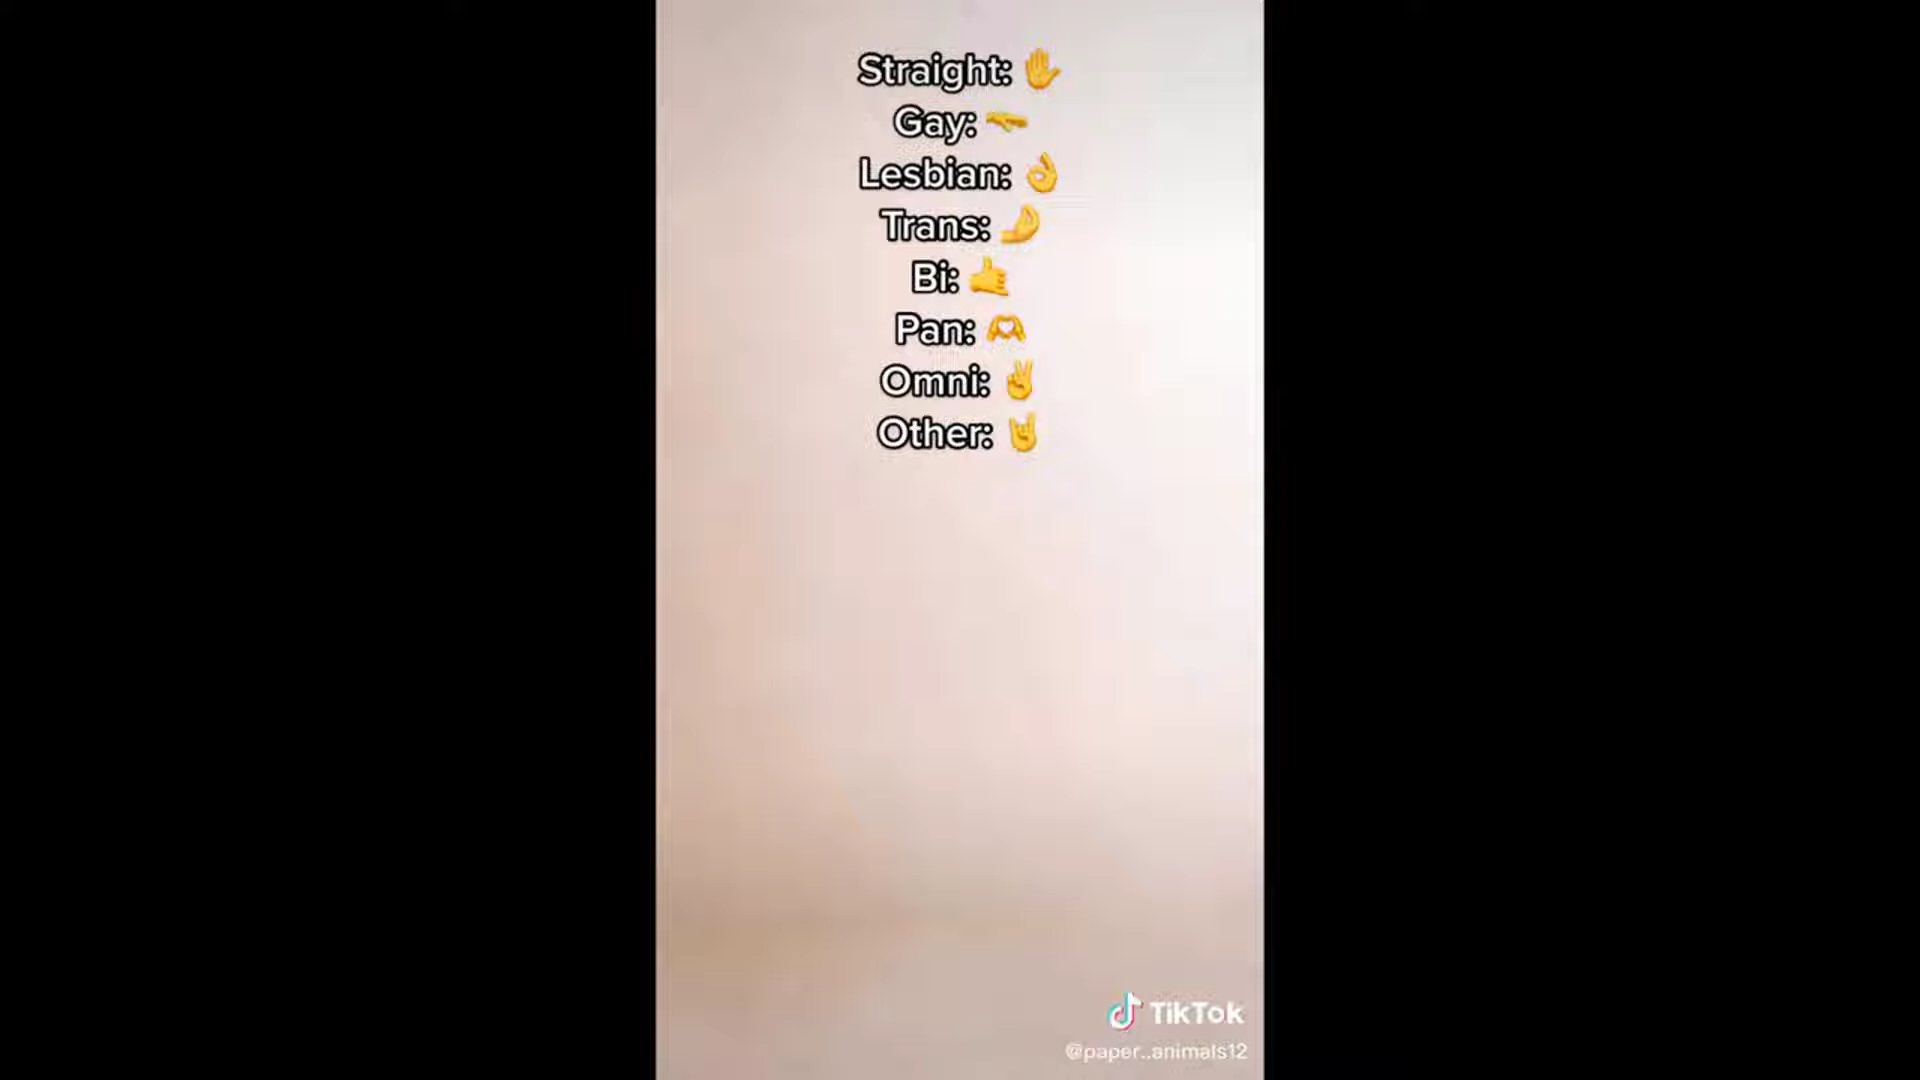 Straight: ✋
Gay: 🫳
Lesbian: 👌
Trans: 🤌
Bi: 🤙
Pan: 🫶
Omni: ✌️
Other: 🤘
TikTok
@paper..animals12